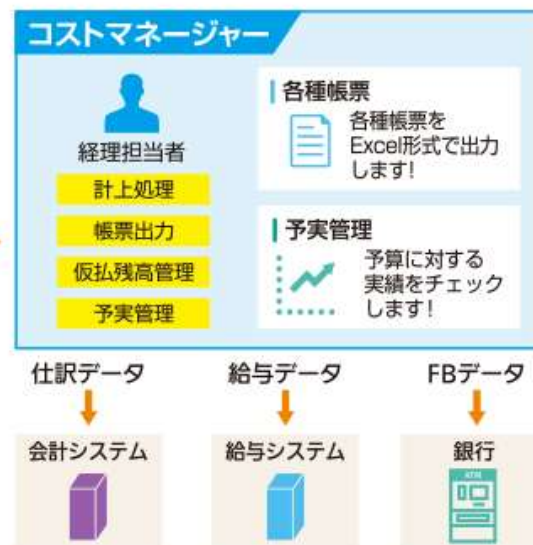 コストマネージャー
経理担当者
計上処理
帳票出力
仮払残高管理
予実管理
各種帳票
各種帳票を
Excel形式で出力
します!
予実管理
予算に対する
実績をチェック
します!
仕訳データ
給与データ
FBデータ
会計システム
給与システム
銀行
ATM